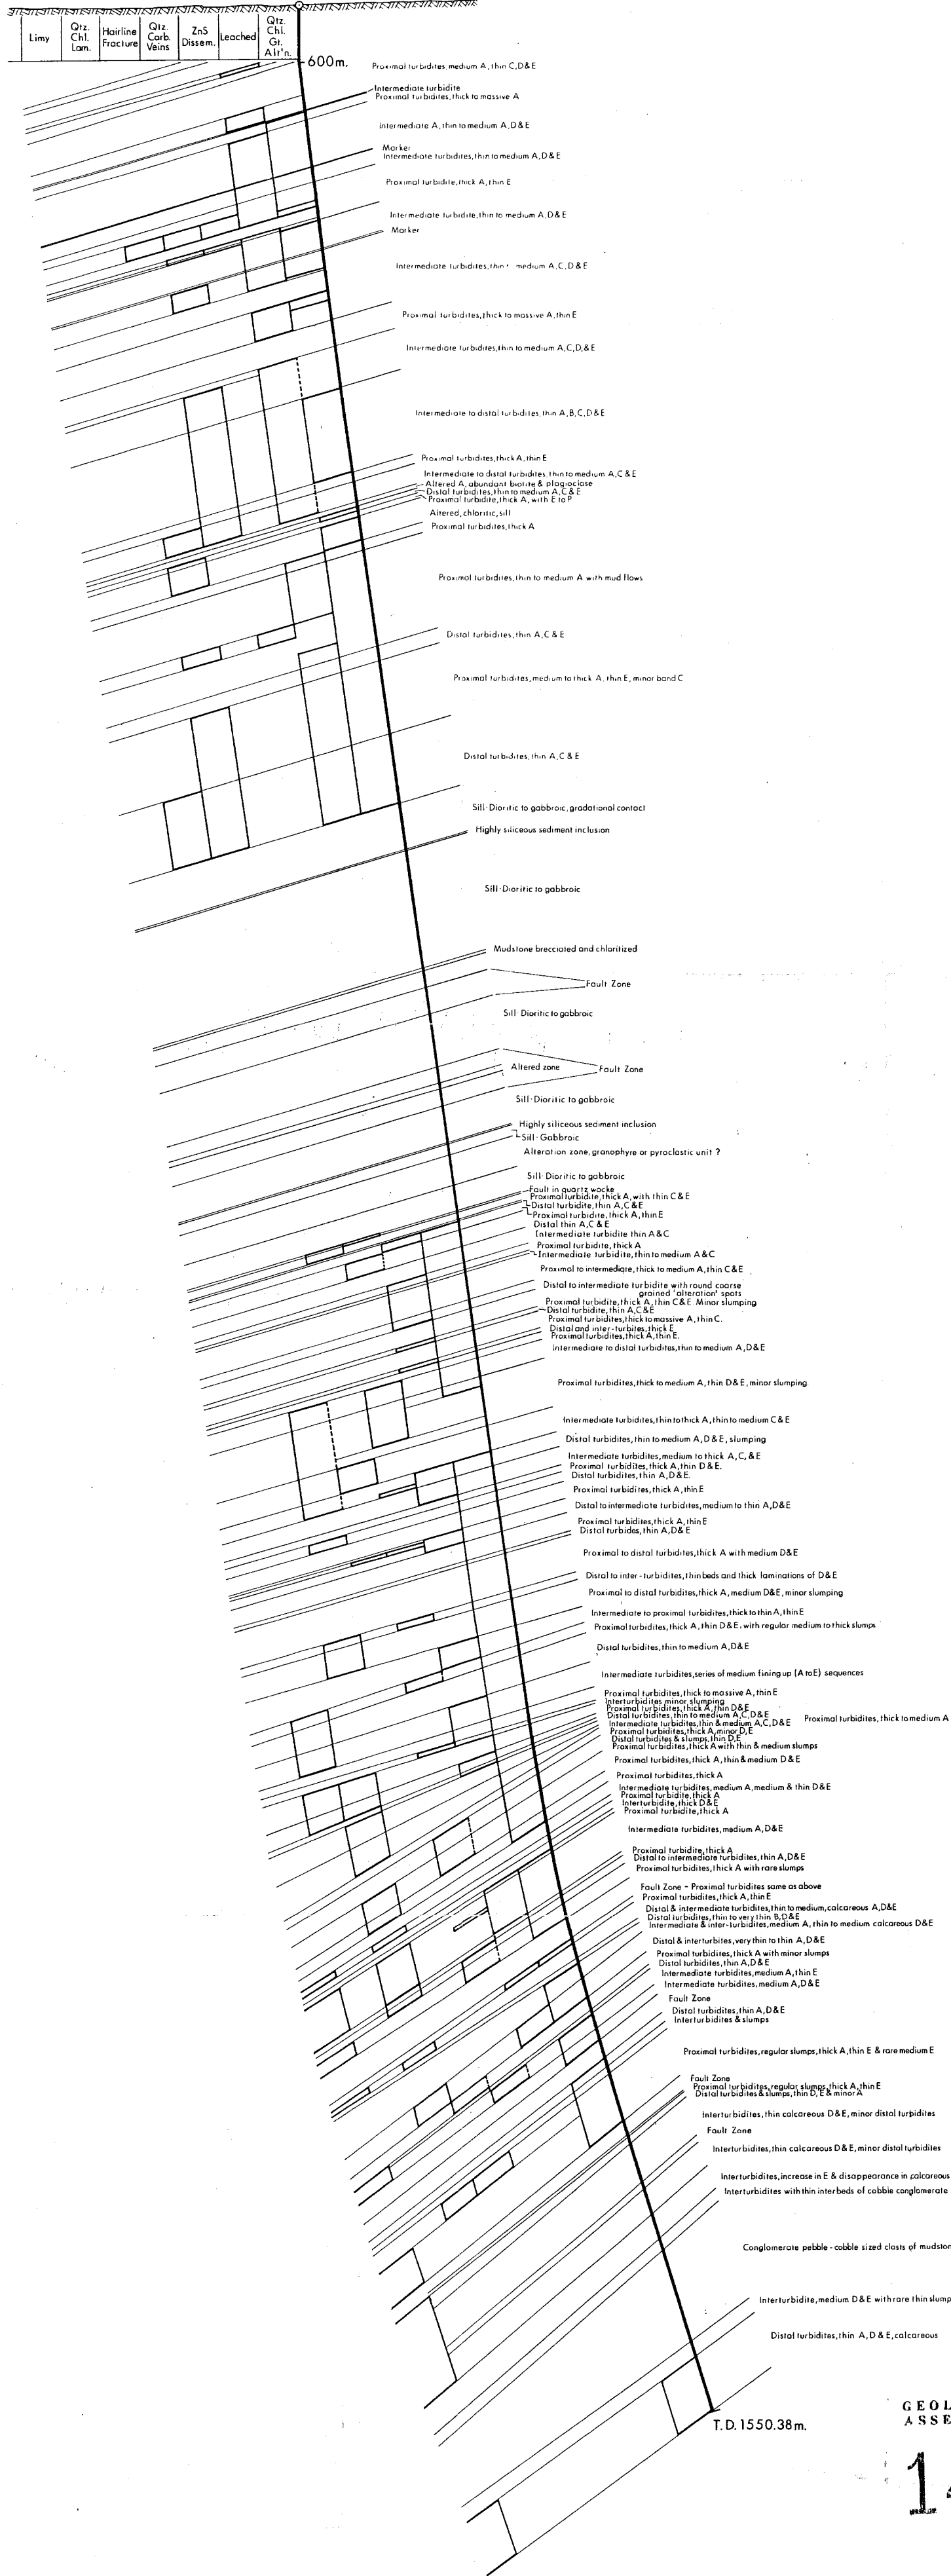 Limy
Qtz. Chl. Lam.
Hairline Fracture
Qtz. Carb. Veins
ZnS Dissem.
Leached
Qtz. Chl. Gt. Alt'n.
600m.
Proximal turbidites, medium A, thin C, D & E
Intermediate turbidite
Proximal turbidites, thick to massive A
Intermediate A, thin to medium A, D & E
Marker
Intermediate turbidites, thin to medium A, D & E
Proximal turbidite, thick A, thin E
Intermediate turbidite, thin to medium A, D & E
Marker
Intermediate turbidites, thin medium A, C, D & E
Proximal turbidites, thick to massive A, thin E
Intermediate turbidites, thin to medium A, C, D, & E
Intermediate to distal turbidites, thin A, B, C, D & E
Proximal turbidites, thick A, thin E
Intermediate to distal turbidites, thin to medium A, C & E
Altered A, abundant biotite & plagioclase
Distal turbidites, thin to medium A, C & E
Proximal turbidite, thick A, with E to P
Altered, chloritic, sill
Proximal turbidites, thick A
Proximal turbidites, thin to medium A with mud flows
Distal turbidites, thin A, C & E
Proximal turbidites, medium to thick A, thin E, minor band C
Distal turbidites, thin A, C & E
Sill-Dioritic to gabbroic, gradational contact
Highly siliceous sediment inclusion
Sill-Dioritic to gabbroic
Mudstone brecciated and chloritized
Fault Zone
Sill-Dioritic to gabbroic
Altered zone
Fault Zone
Sill-Dioritic to gabbroic
Highly siliceous sediment inclusion
Sill-Gabbroic
Alteration zone, granophyre or pyroclastic unit ?
Sill-Dioritic to gabbroic
Fault in quartz wacke
Proximal turbidite, thick A, with thin C & E
Distal turbidite, thin A, C & E
Proximal turbidite, thick A, thin E
Distal thin A, C & E
Intermediate turbidite thin A & C
Proximal turbidite, thick A
Intermediate turbidite, thin to medium A & C
Proximal to intermediate, thick to medium A, thin C & E
Distal to intermediate turbidite with round coarse
grained 'alteration' spots
Proximal turbidite, thick A, thin C & E. Minor slumping
Distal turbidite, thin A, C & E
Proximal turbidites, thick to massive A, thin C.
Distal and inter-turbites, thick E
Proximal turbidites, thick A, thin E.
Intermediate to distal turbidites, thin to medium A, D & E
Proximal turbidites, thick to medium A, thin D & E, minor slumping
Intermediate turbidites, thin to thick A, thin to medium C & E
Distal turbidites, thin to medium A, D & E, slumping
Intermediate turbidites, medium to thick A, C, & E
Proximal turbidites, thick A, thin D & E.
Distal turbidites, thin A, D & E.
Proximal turbidites, thick A, thin E
Distal to intermediate turbidites, medium to thin A, D & E
Proximal turbidites, thick A, thin E
Distal turbides, thin A, D & E
Proximal to distal turbidites, thick A with medium D & E
Distal to inter-turbidites, thin beds and thick laminations of D & E
Proximal to distal turbidites, thick A, medium D & E, minor slumping
Intermediate to proximal turbidites, thick to thin A, thin E
Proximal turbidites, thick A, thin D & E, with regular medium to thick slumps
Distal turbidites, thin to medium A, D & E
Intermediate turbidites, series of medium fining up (A to E) sequences
Proximal turbidites, thick to massive A, thin E
Interturbidites minor slumping
Proximal turbidites, thick A, thin D & E
Distal turbidites, thin to medium A, C, D & E
Proximal turbidites, thick to medium A
Intermediate turbidites, thin & medium A, C, D & E
Proximal turbidites, thick A, minor D, E
Distal turbidites & slumps, thin D, E
Proximal turbidites, thick A with thin & medium slumps
Proximal turbidites, thick A, thin & medium D & E
Proximal turbidites, thick A
Intermediate turbidites, medium A, medium & thin D & E
Proximal turbidite, thick A
Interturbidite, thick D & E
Proximal turbidite, thick A
Intermediate turbidites, medium A, D & E
Proximal turbidite, thick A
Distal to intermediate turbidites, thin A, D & E
Proximal turbidites, thick A with rare slumps
Fault Zone - Proximal turbidites same as above
Proximal turbidites, thick A, thin E
Distal & intermediate turbidites, thin to medium, calcareous A, D & E
Distal turbidites, thin to very thin B, D & E
Intermediate & inter-turbidites, medium A, thin to medium calcareous D & E
Distal & interturbites, very thin to thin A, D & E
Proximal turbidites, thick A with minor slumps
Distal turbidites, thin A, D & E
Intermediate turbidites, medium A, thin E
Intermediate turbidites, medium A, D & E
Fault Zone
Distal turbidites, thin A, D & E
Interturbidites & slumps
Proximal turbidites, regular slumps, thick A, thin E & rare medium E
Fault Zone
Proximal turbidites, regular slumps, thick A, thin E
Distal turbidites & slumps, thin D, E & minor A
Interturbidites, thin calcareous D & E, minor distal turbidites
Fault Zone
Interturbidites, thin calcareous D & E, minor distal turbidites
Interturbidites, increase in E & disappearance in calcareous
Interturbidites with thin interbeds of cobble conglomerate
Conglomerate pebble - cobble sized clasts of mudston
Interturbidite, medium D & E with rare thin slump
Distal turbidites, thin A, D & E, calcareous
T.D. 1550.38m.
GEOL
ASSE
1